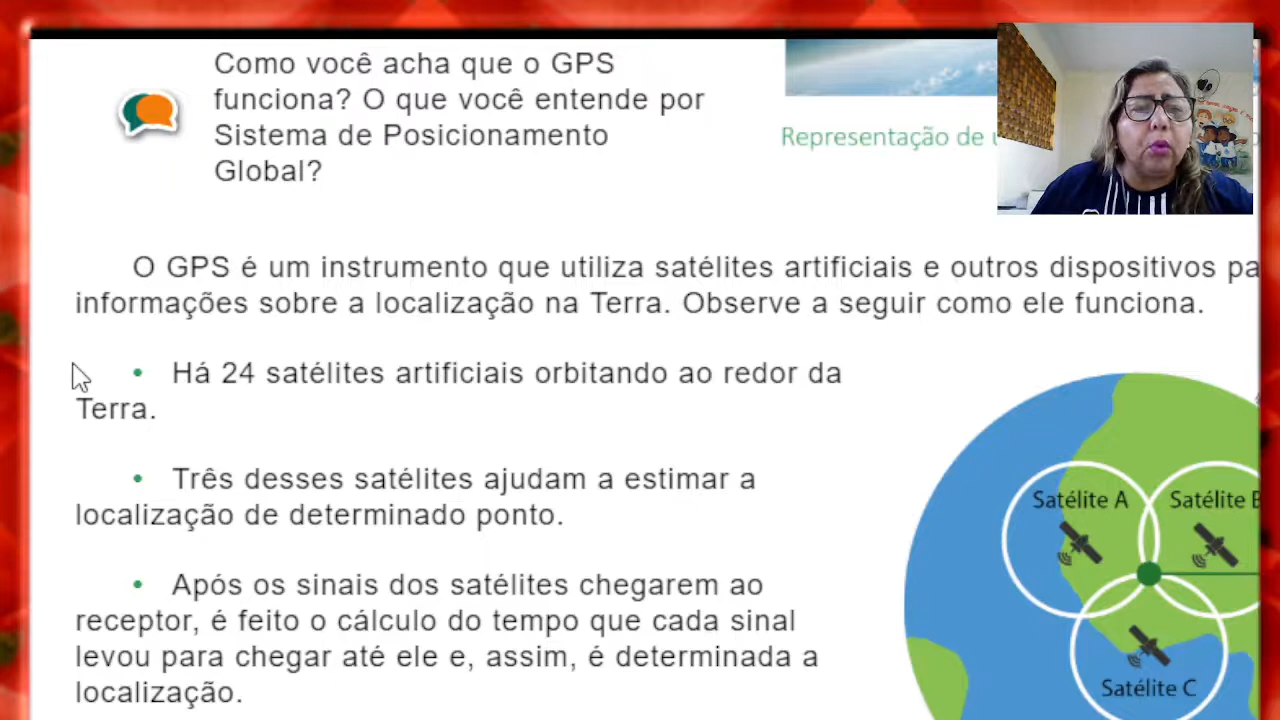 Como você acha que o GPS
funciona? O que você entende por
Sistema de Posicionamento
Global?
Representação de
O GPS é um instrumento que utiliza satélites artificiais e outros dispositivos
informações sobre a localização na Terra. Observe a seguir como ele funciona.
• Há 24 satélites artificiais orbitando ao redor da
Terra.
• Três desses satélites ajudam a estimar a
localização de determinado ponto.
• Após os sinais dos satélites chegarem ao
receptor, é feito o cálculo do tempo que cada sinal
levou para chegar até ele e, assim, é determinada a
localização.
Satélite A
Satélite B
Satélite C